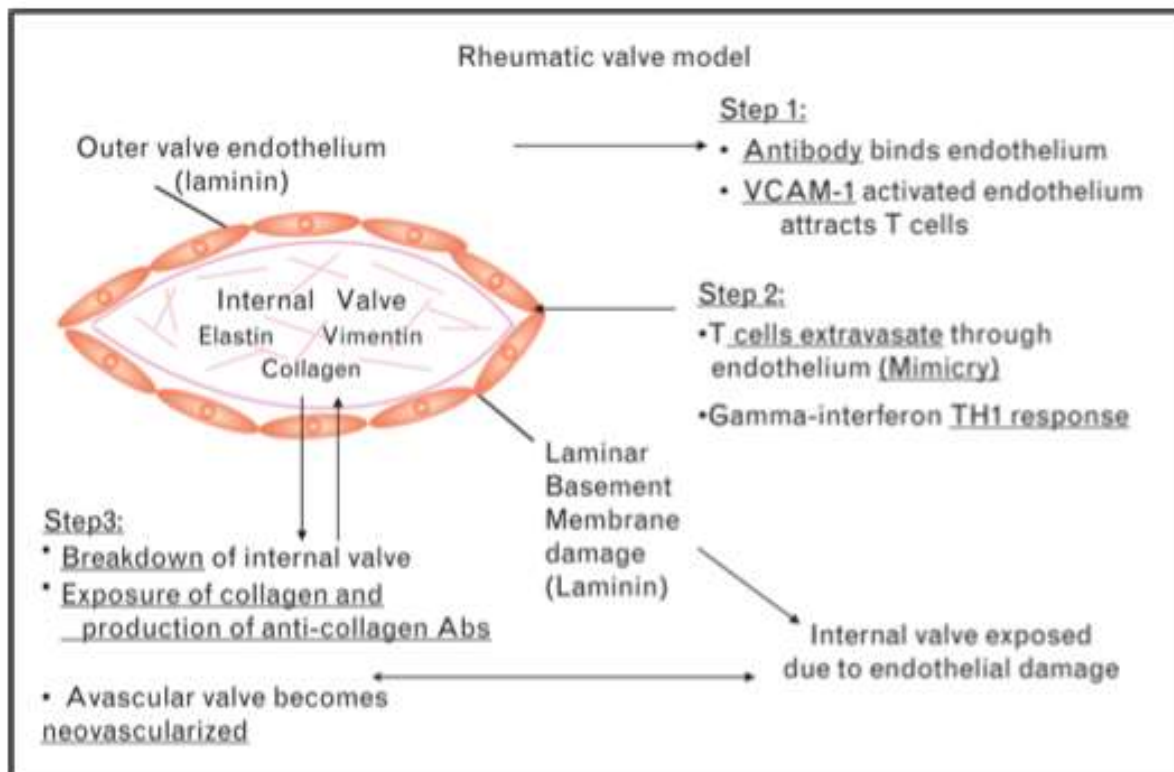 Rheumatic valve model
Outer valve endothelium
(laminin)
Step 1:
• Antibody binds endothelium
• VCAM-1 activated endothelium
attracts T cells
Internal Valve
Elastin Vimentin
Collagen
Step 2:
•T cells extravasate through
endothelium (Mimicry)
•Gamma-interferon TH1 response
Laminar
Basement
Membrane
damage
(Laminin)
Step3:
• Breakdown of internal valve
• Exposure of collagen and
production of anti-collagen Abs
• Avascular valve becomes
neovascularized
Internal valve exposed
due to endothelial damage